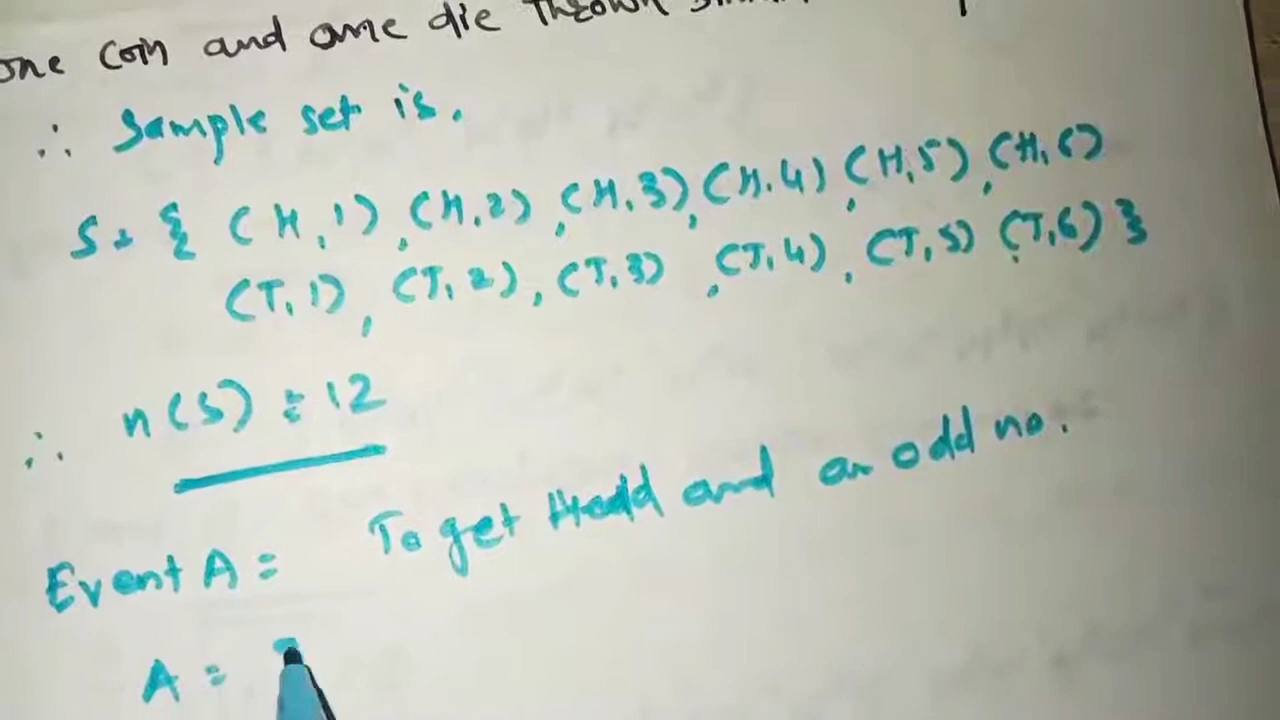 one coin and one die thrown
∴ Sample set is.
S = { (H,1), (H,2), (H,3), (H,4), (H,5), (H,6)
(T,1), (T,2), (T,3), (T,4), (T,5) (T,6) }
∴ n(S) = 12
Event A = To get Hedd and an odd no.
A =